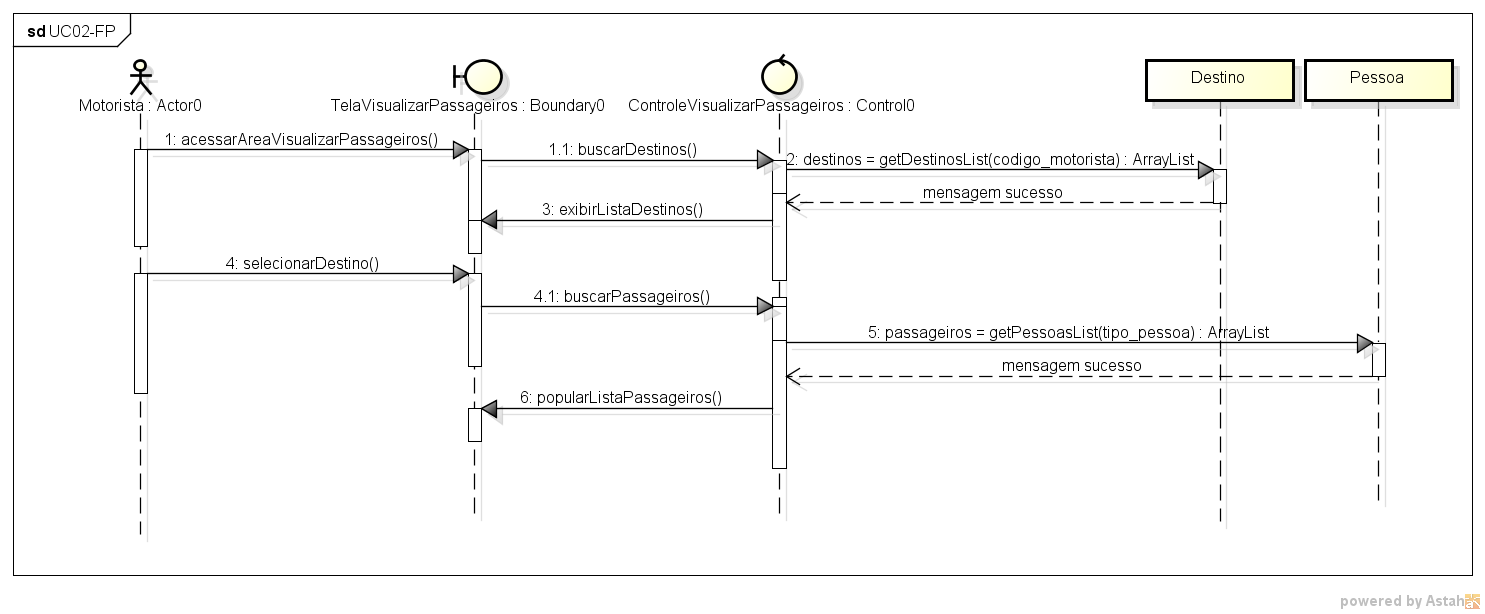 sd UC02-FP
Motorista : Actor0
TelaVisualizarPassageiros : Boundary0
ControleVisualizarPassageiros : Control0
Destino
Pessoa
1: acessarAreaVisualizarPassageiros()
1.1: buscarDestinos()
2: destinos = getDestinosList(codigo_motorista) : ArrayList
mensagem sucesso
3: exibirListaDestinos()
4: selecionarDestino()
4.1: buscarPassageiros()
5: passageiros = getPessoasList(tipo_pessoa) : ArrayList
mensagem sucesso
6: popularListaPassageiros()
powered by Astah